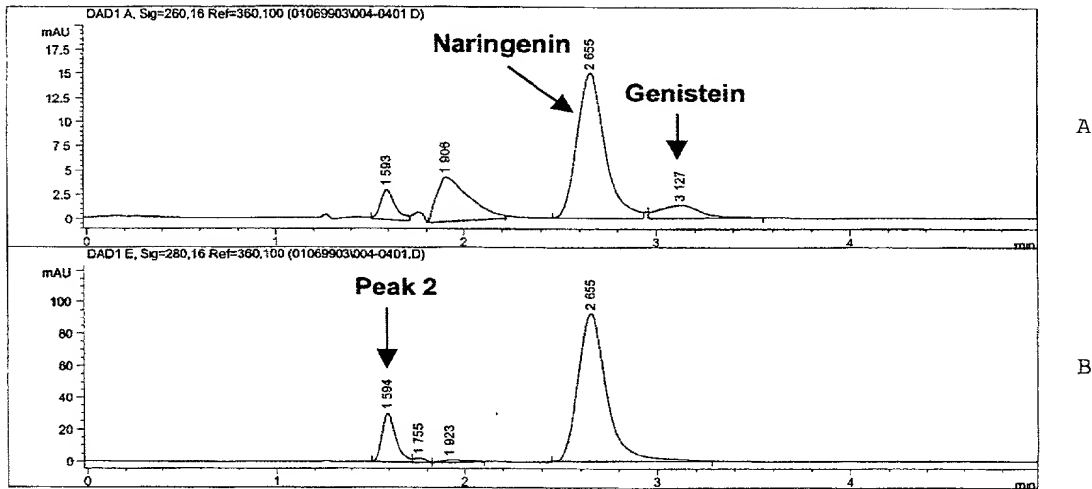 DAD1 A, Sig=260,16 Ref=360,100 (01069903\004-0401 D)
mAU
17.5
15
12.5
10
7.5
5
2.5
0
Naringenin
Genistein
1 593
1 906
2 655
3 127
0 1 2 3 4 min
A
DAD1 E, Sig=280,16 Ref=360,100 (01069903\004-0401.D)
mAU
100
80
60
40
20
0
Peak 2
1 594
1 755
1 923
2 655
0 1 2 3 4 min
B